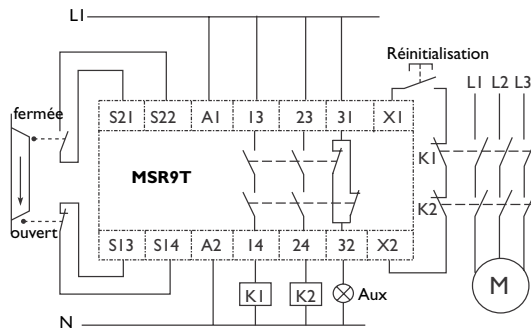 L1
Réinitialisation
L1 L2 L3
fermée
S21 S22 A1 13 23 31 X1
MSR9T
K1
K2
ouvert
S13 S14 A2 14 24 32 X2
K1 K2 Aux
M
N